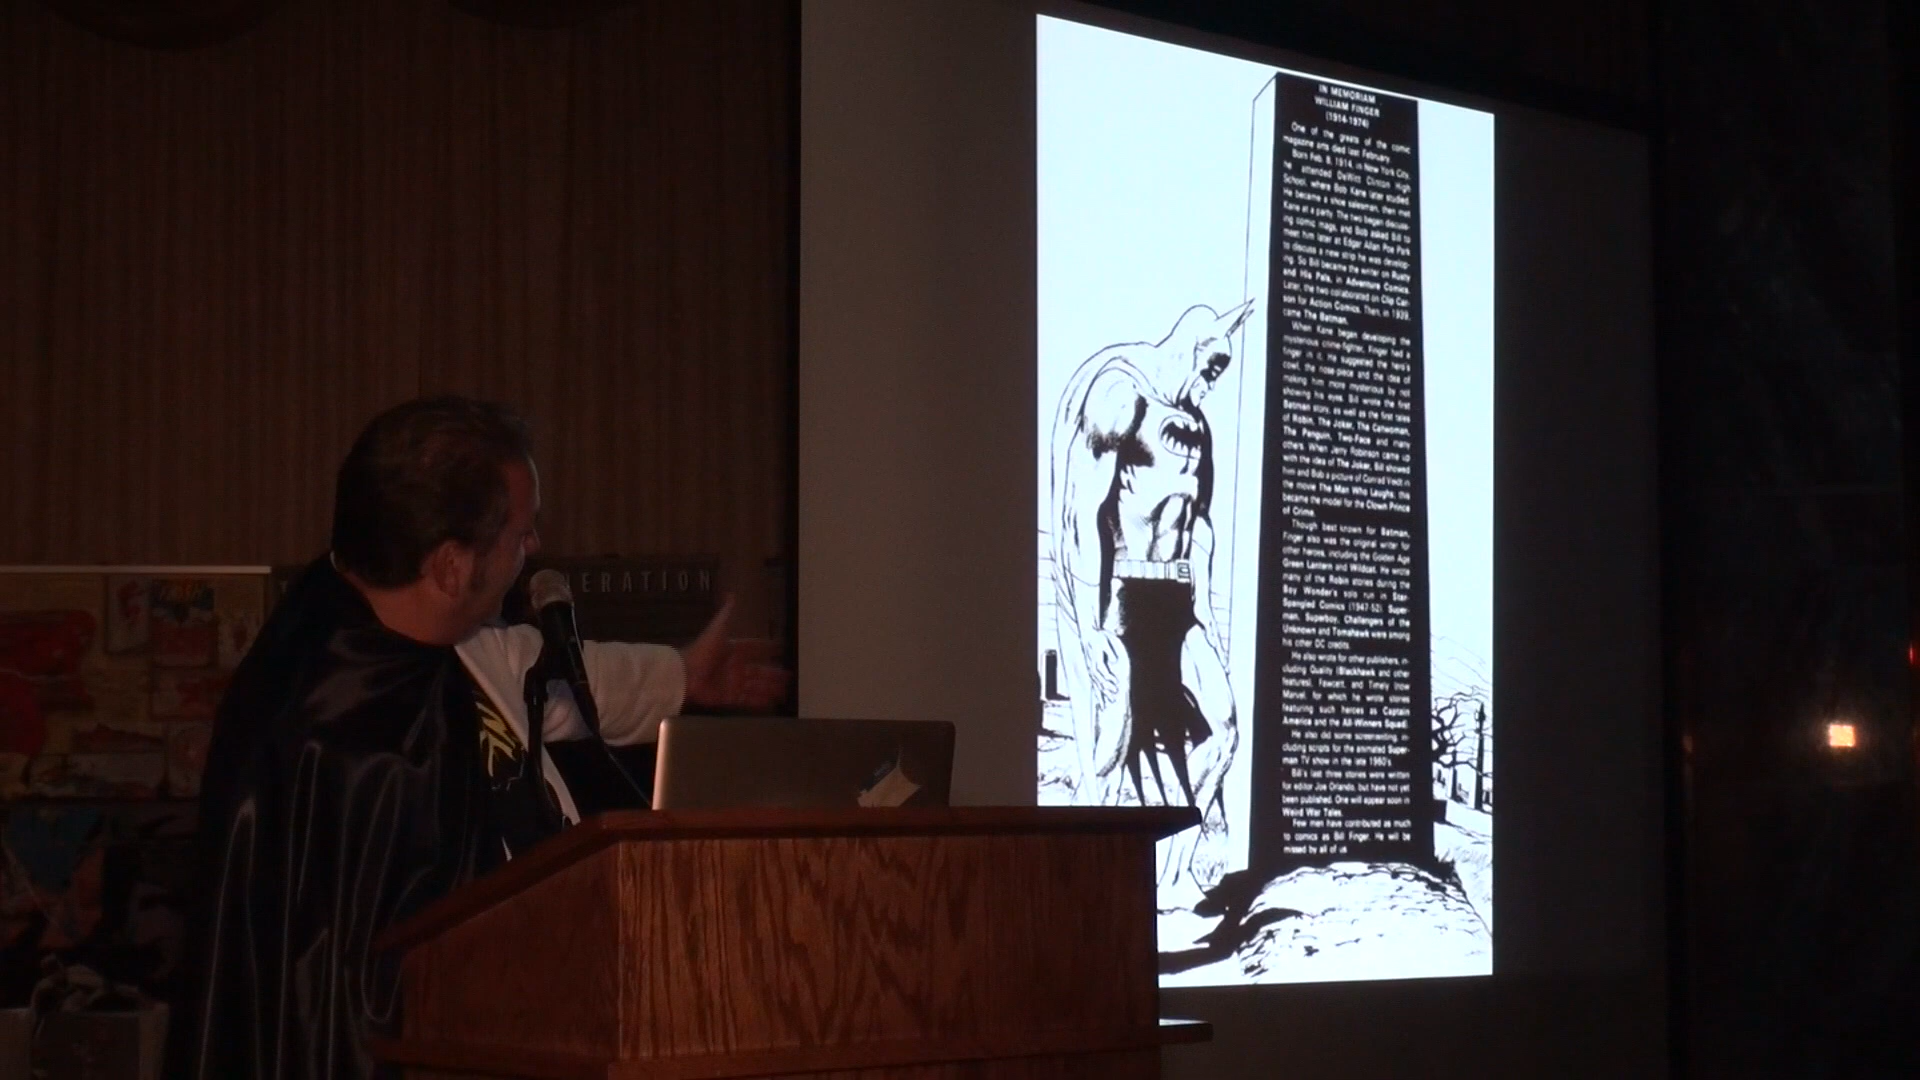 IN MEMORIAM
WILLIAM FINGER
(1914-1974)
One of the greats of the comic
magazine arts died last February.
Born Feb. 8, 1914, in New York City,
he attended DeWitt Clinton High
School, where Bob Kane later studied.
He became a shoe salesman, then met
Kane at a party. The two began discuss-
ing comic mags, and Bob asked Bill to
meet him later at Edgar Allan Poe Park
to discuss a new strip he was develop-
ing. So Bill became the writer on Rusty
and His Pals, in Adventure Comics.
Later, the two collaborated on Clip Car-
son for Action Comics. Then, in 1939,
came The Batman.
When Kane began developing the
mysterious crime-fighter, Finger had a
finger in it. He suggested the hero's
cowl, the nose-piece and the idea of
making him more mysterious by not
showing his eyes. Bill wrote the first
Batman story, as well as the first tales
of Robin, The Joker, The Catwoman,
The Penguin, Two-Face and many
others. When Jerry Robinson came up
with the idea of The Joker, Bill showed
him and Bob a picture of Conrad Veidt in
the movie The Man Who Laughs; this
became the model for the Clown Prince
of Crime.
Though best known for Batman,
Finger also was the original writer for
other heroes, including the Golden Age
Green Lantern and Wildcat. He wrote
many of the Robin stories during the
Boy Wonder's solo run in Star-
Spangled Comics (1947-52). Super-
man, Superboy, Challengers of the
Unknown and Tomahawk were among
his other DC credits.
He also wrote for other publishers, in-
cluding Quality (Blackhawk and other
features), Fawcett, and Timely (now
Marvel, for which he wrote stories
featuring such heroes as Captain
America and the All-Winners Squad).
He also did some screenwriting, in-
cluding scripts for the animated Super-
man TV show in the late 1960's.
Bill's last three stories were written
for editor Joe Orlando, but have not yet
been published. One will appear soon in
Weird War Tales.
Few men have contributed as much
to comics as Bill Finger. He will be
missed by all of us
NERATION